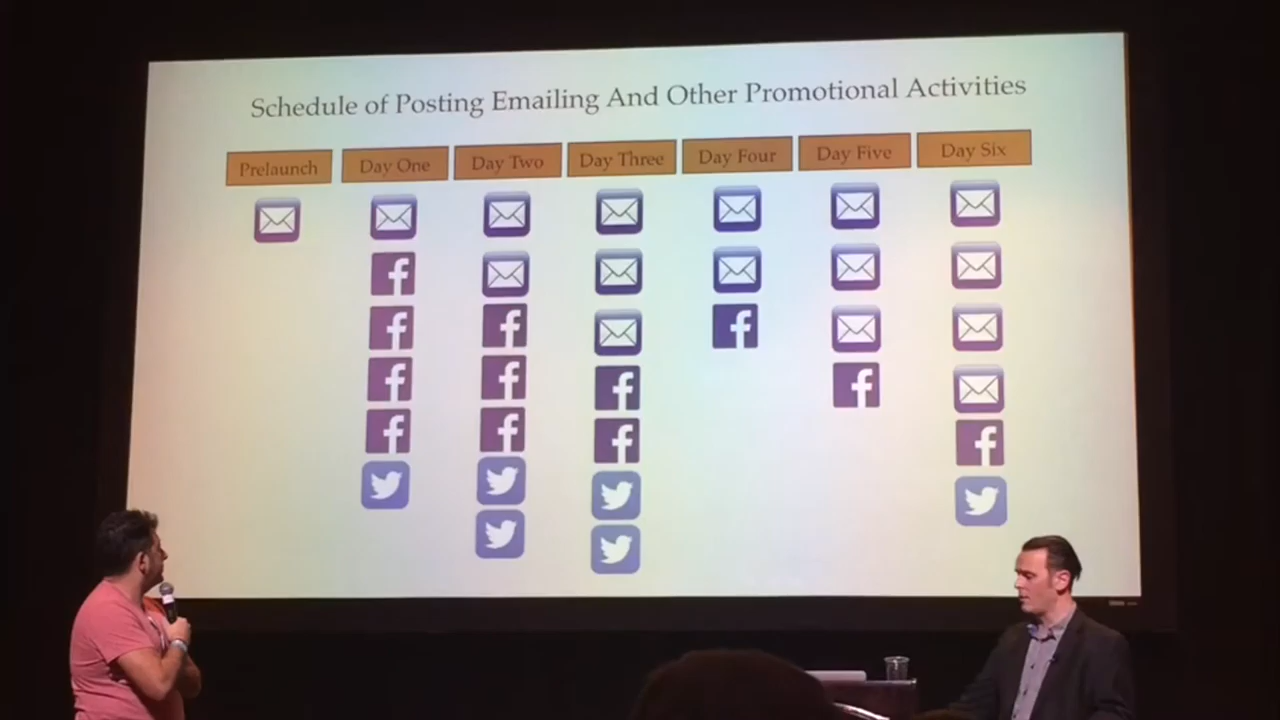 Schedule of Posting Emailing And Other Promotional Activities
Prelaunch Day One Day Two Day Three Day Four Day Five Day Six